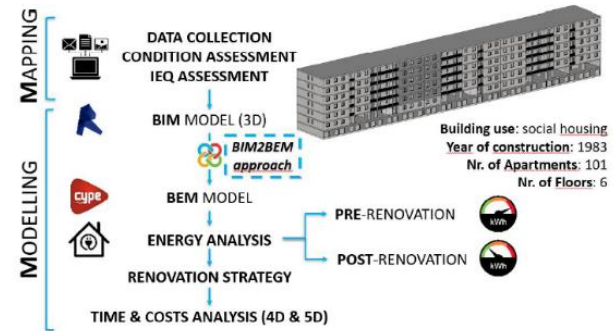 MAPPING
DATA COLLECTION
CONDITION ASSESSMENT
IEQ ASSESSMENT
MODELLING
BIM MODEL (3D)
BIM2BEM
approach
cype
BEM MODEL
ENERGY ANALYSIS
RENOVATION STRATEGY
TIME & COSTS ANALYSIS (4D & 5D)
Building use: social housing
Year of construction: 1983
Nr. of Apartments: 101
Nr. of Floors: 6
PRE-RENOVATION
kWh
POST-RENOVATION
kWh